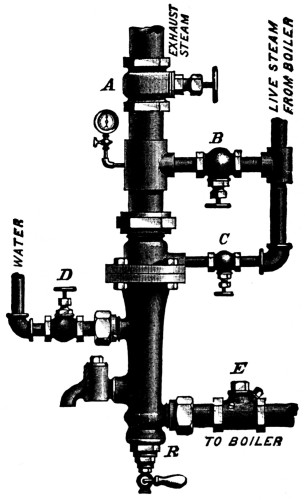 EXHAUST
STEAM
LIVE STEAM
FROM BOILER
A
B
WATER
C
D
E
TO BOILER
R